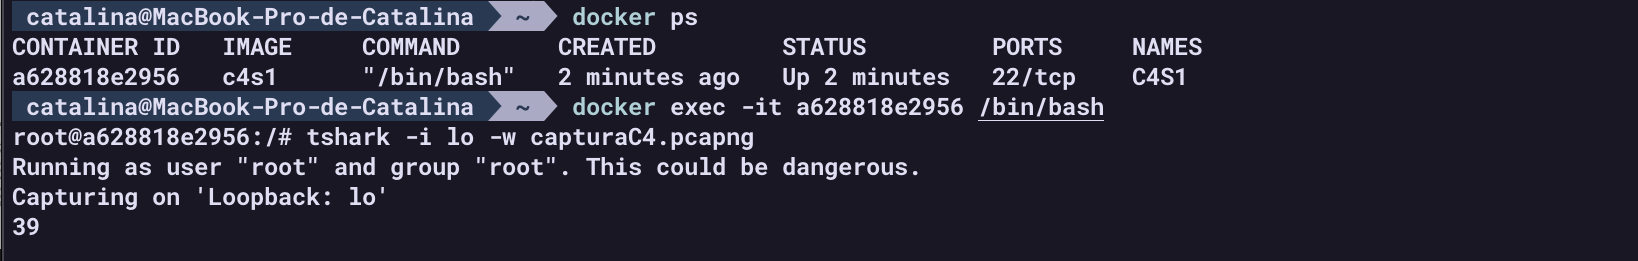 catalina@MacBook-Pro-de-Catalina ~ docker ps
CONTAINER ID IMAGE COMMAND CREATED STATUS PORTS NAMES
a628818e2956 c4s1 "/bin/bash" 2 minutes ago Up 2 minutes 22/tcp C4S1
catalina@MacBook-Pro-de-Catalina ~ docker exec -it a628818e2956 /bin/bash
root@a628818e2956:/# tshark -i lo -w capturaC4.pcapng
Running as user "root" and group "root". This could be dangerous.
Capturing on 'Loopback: lo'
39